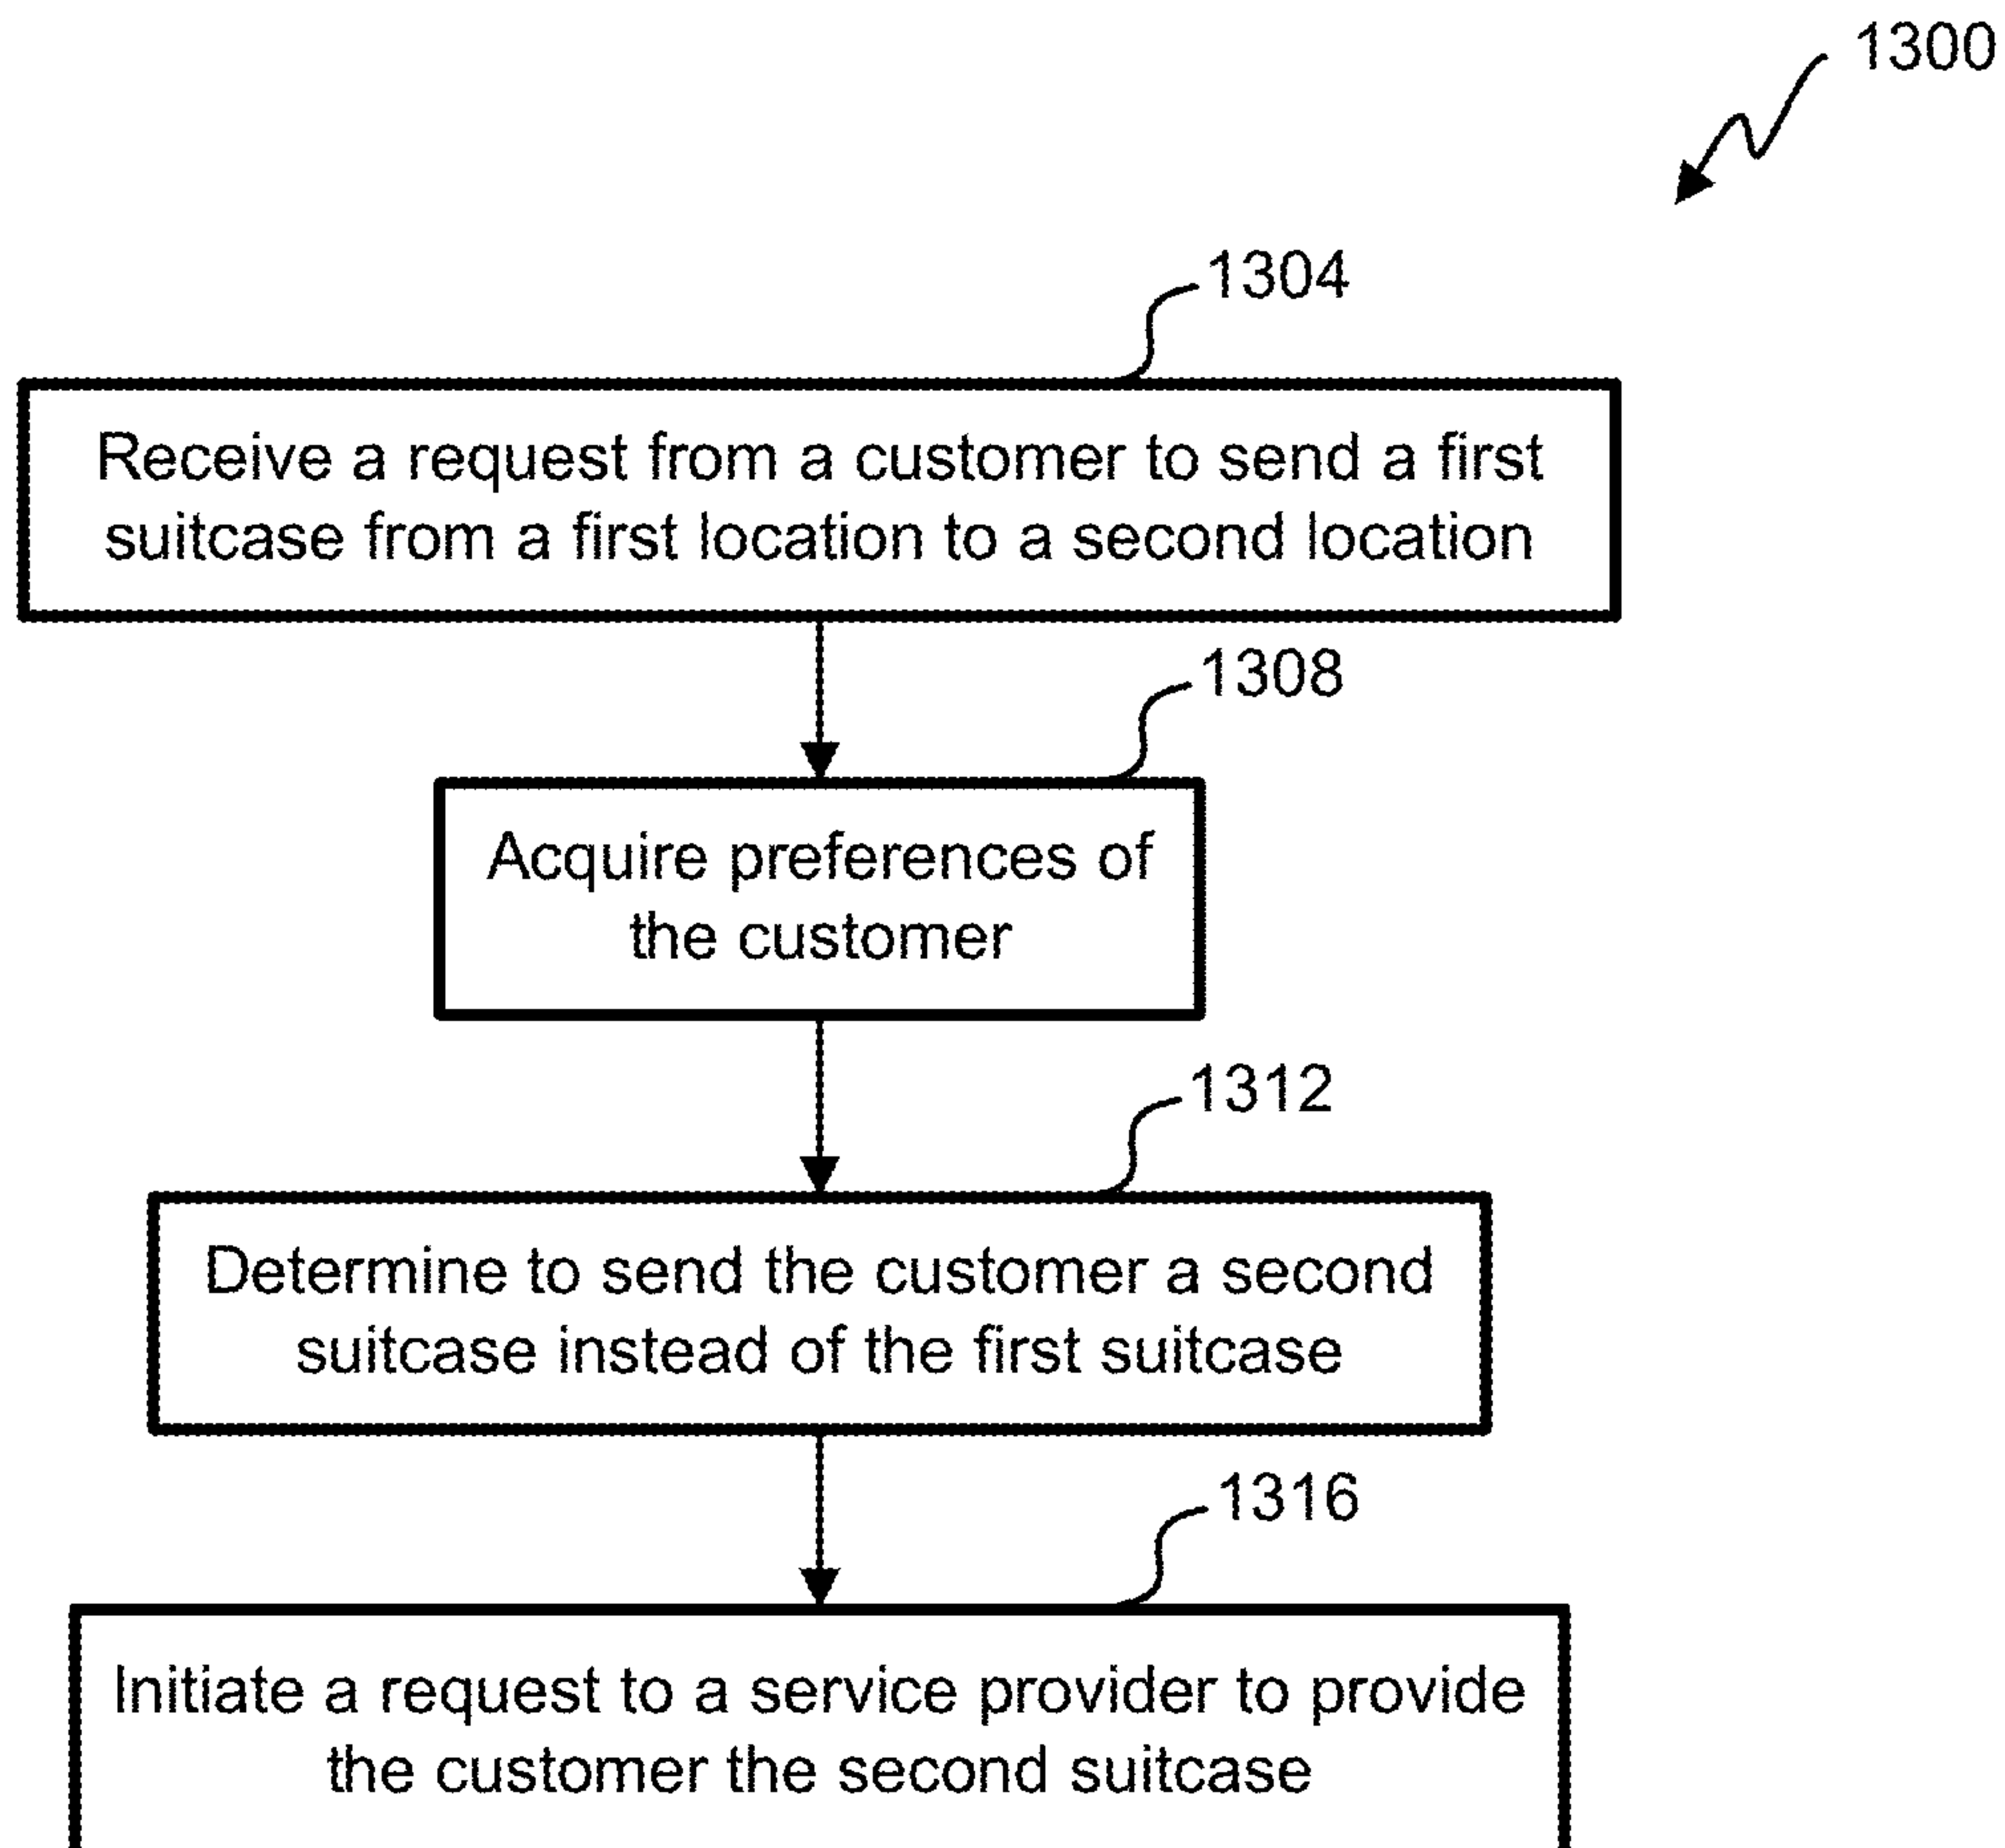 1300
1304
Receive a request from a customer to send a first
suitcase from a first location to a second location
1308
Acquire preferences of
the customer
1312
Determine to send the customer a second
suitcase instead of the first suitcase
1316
Initiate a request to a service provider to provide
the customer the second suitcase